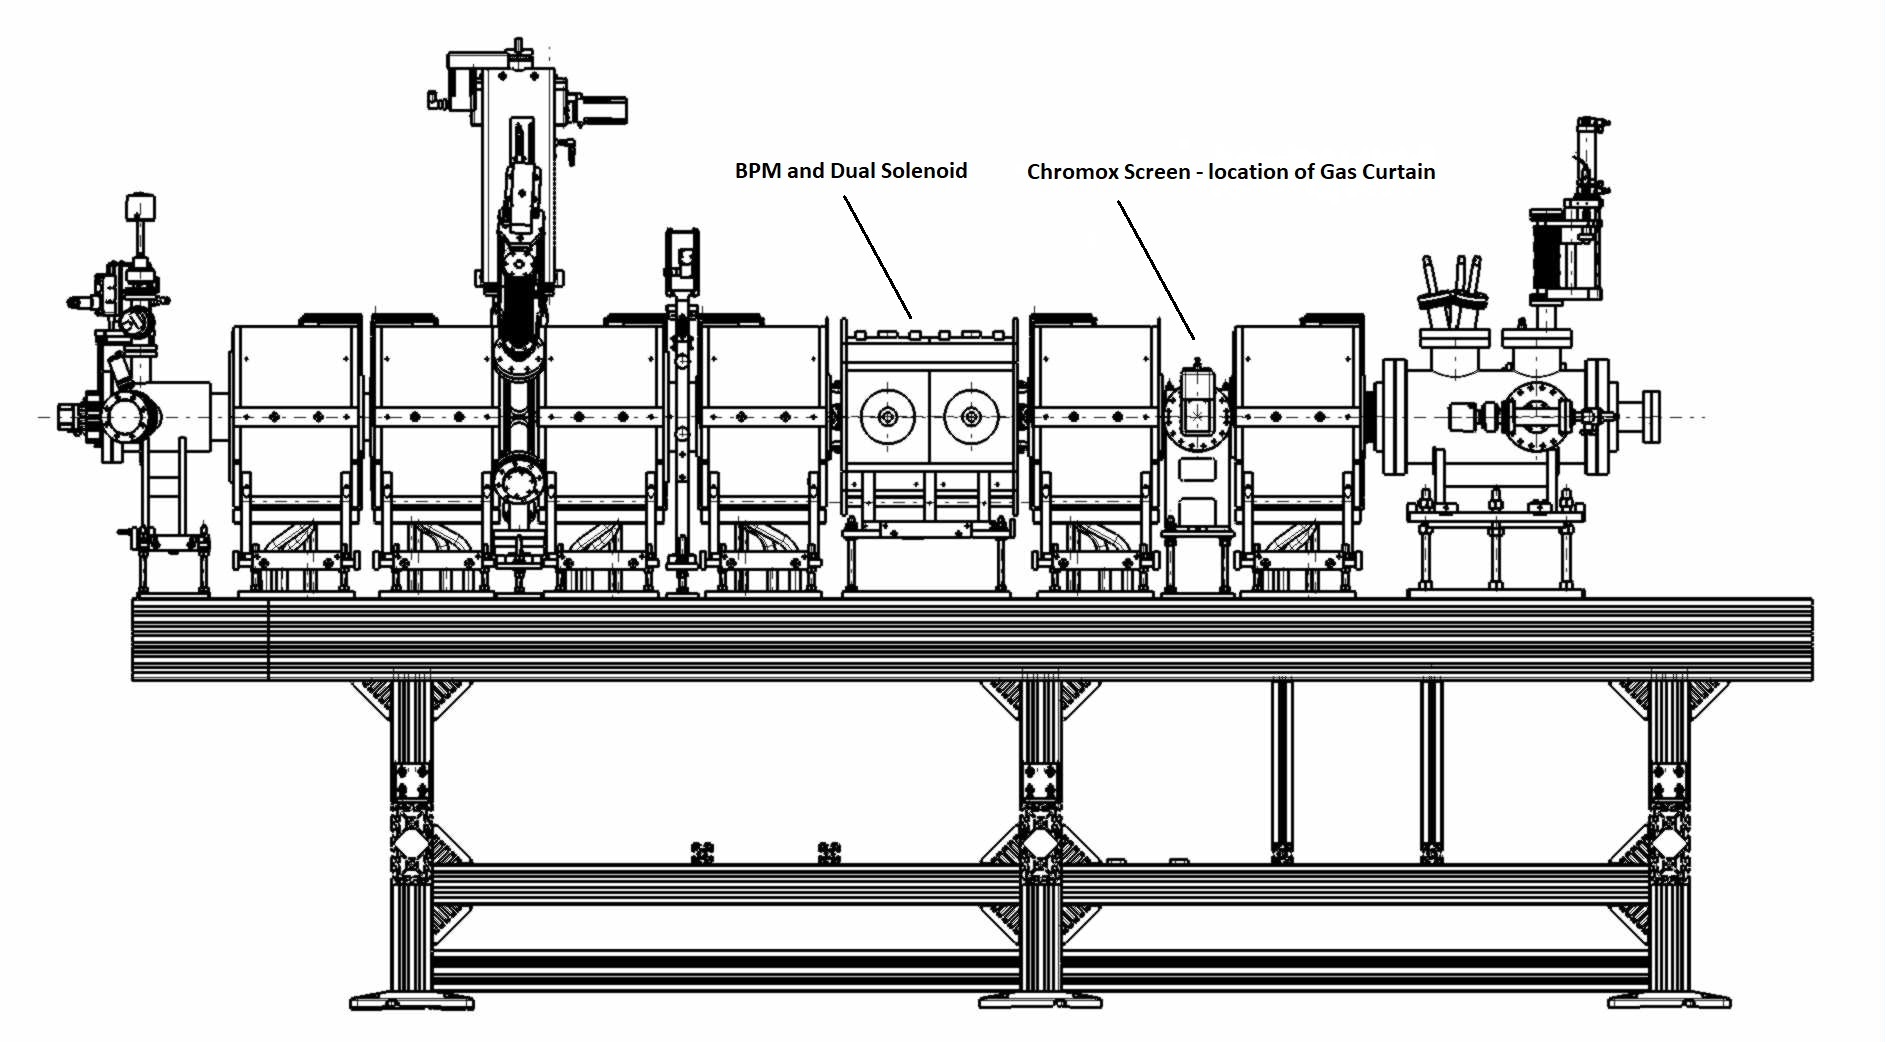 BPM and Dual Solenoid
Chromox Screen - location of Gas Curtain